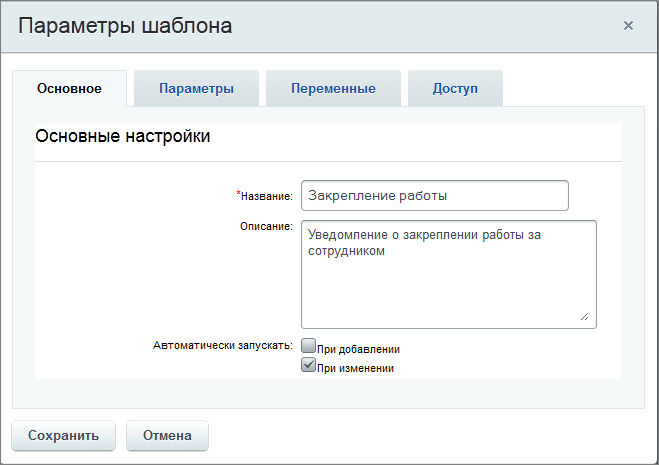 Параметры шаблона
Основное Параметры Переменные Доступ
Основные настройки
*Название: Закрепление работы
Описание: Уведомление о закреплении работы за
сотрудником
Автоматически запускать: При добавлении
При изменении
Сохранить Отмена